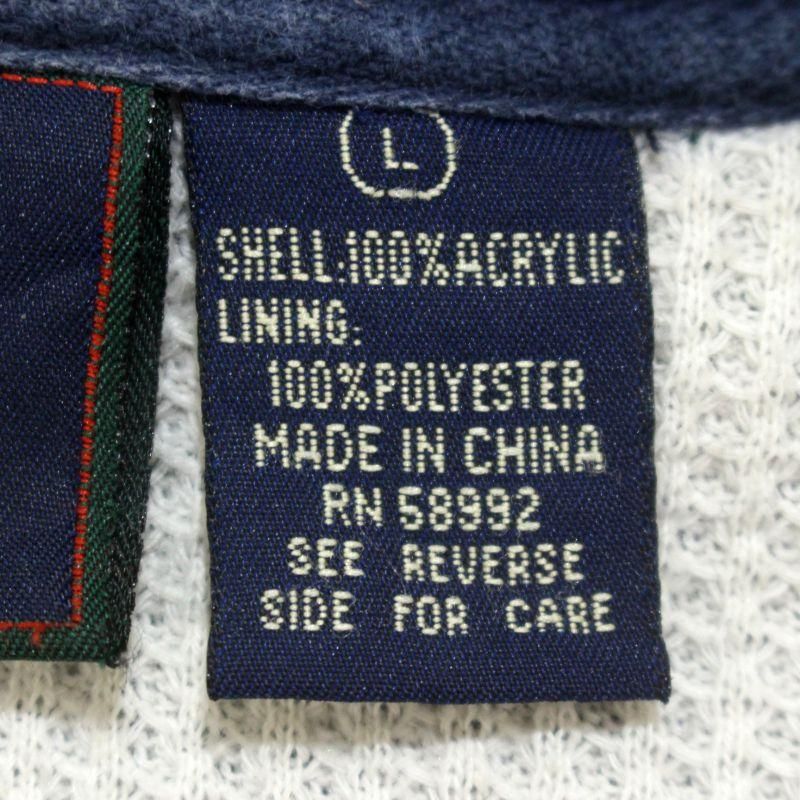 L
SHELL:100%ACRYLIC
LINING:
100%POLYESTER
MADE IN CHINA
RN 58992
SEE REVERSE
SIDE FOR CARE